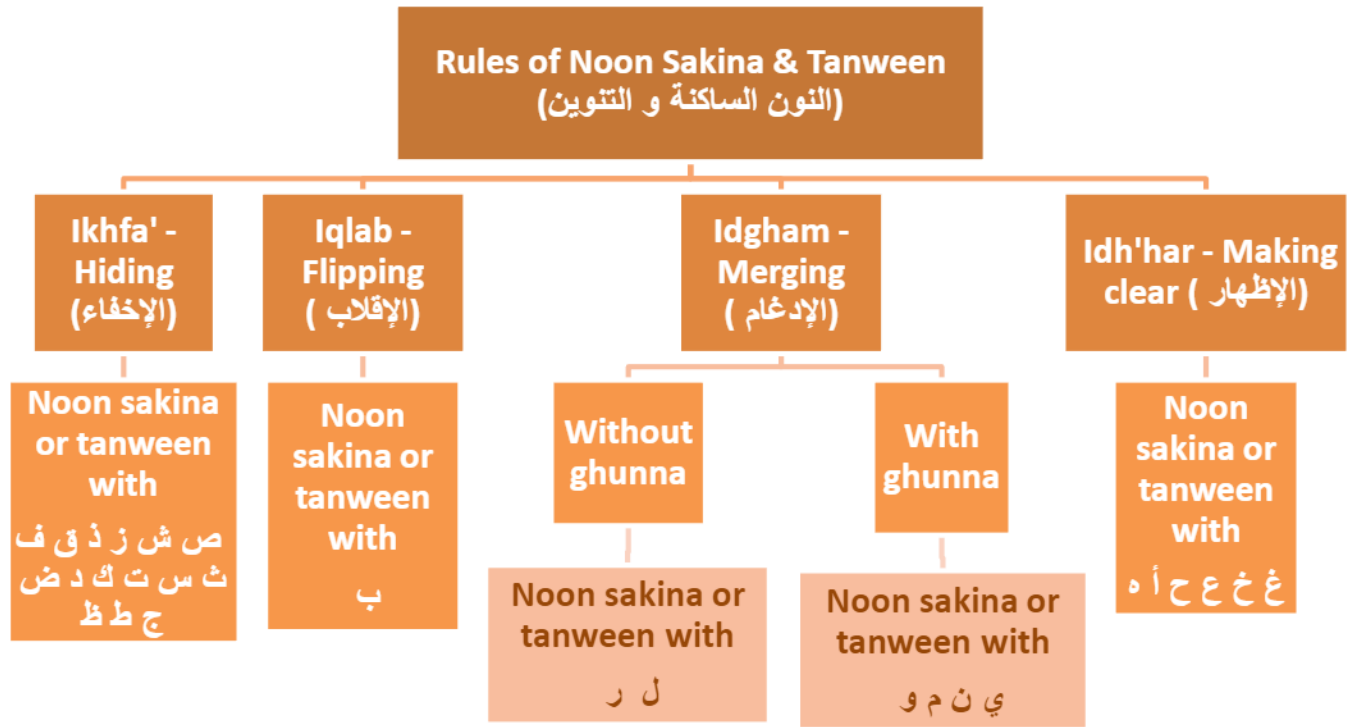 Rules of Noon Sakina & Tanween
(النون الساكنة و التنوين)
Ikhfa' -
Hiding
(الإخفاء)
Noon sakina
or tanween
with
ص ش ز ذ ق ف
ث س ت ك د ض
ج ط ظ
Iqlab -
Flipping
(الإقلاب )
Noon
sakina or
tanween
with
ب
Idgham -
Merging
(الإدغام )
Without
ghunna
Noon sakina or
tanween with
ل ر
With
ghunna
Noon sakina or
tanween with
ي ن م و
Idh'har - Making
clear (الإظهار )
Noon
sakina or
tanween
with
غ خ ع ح أ ه